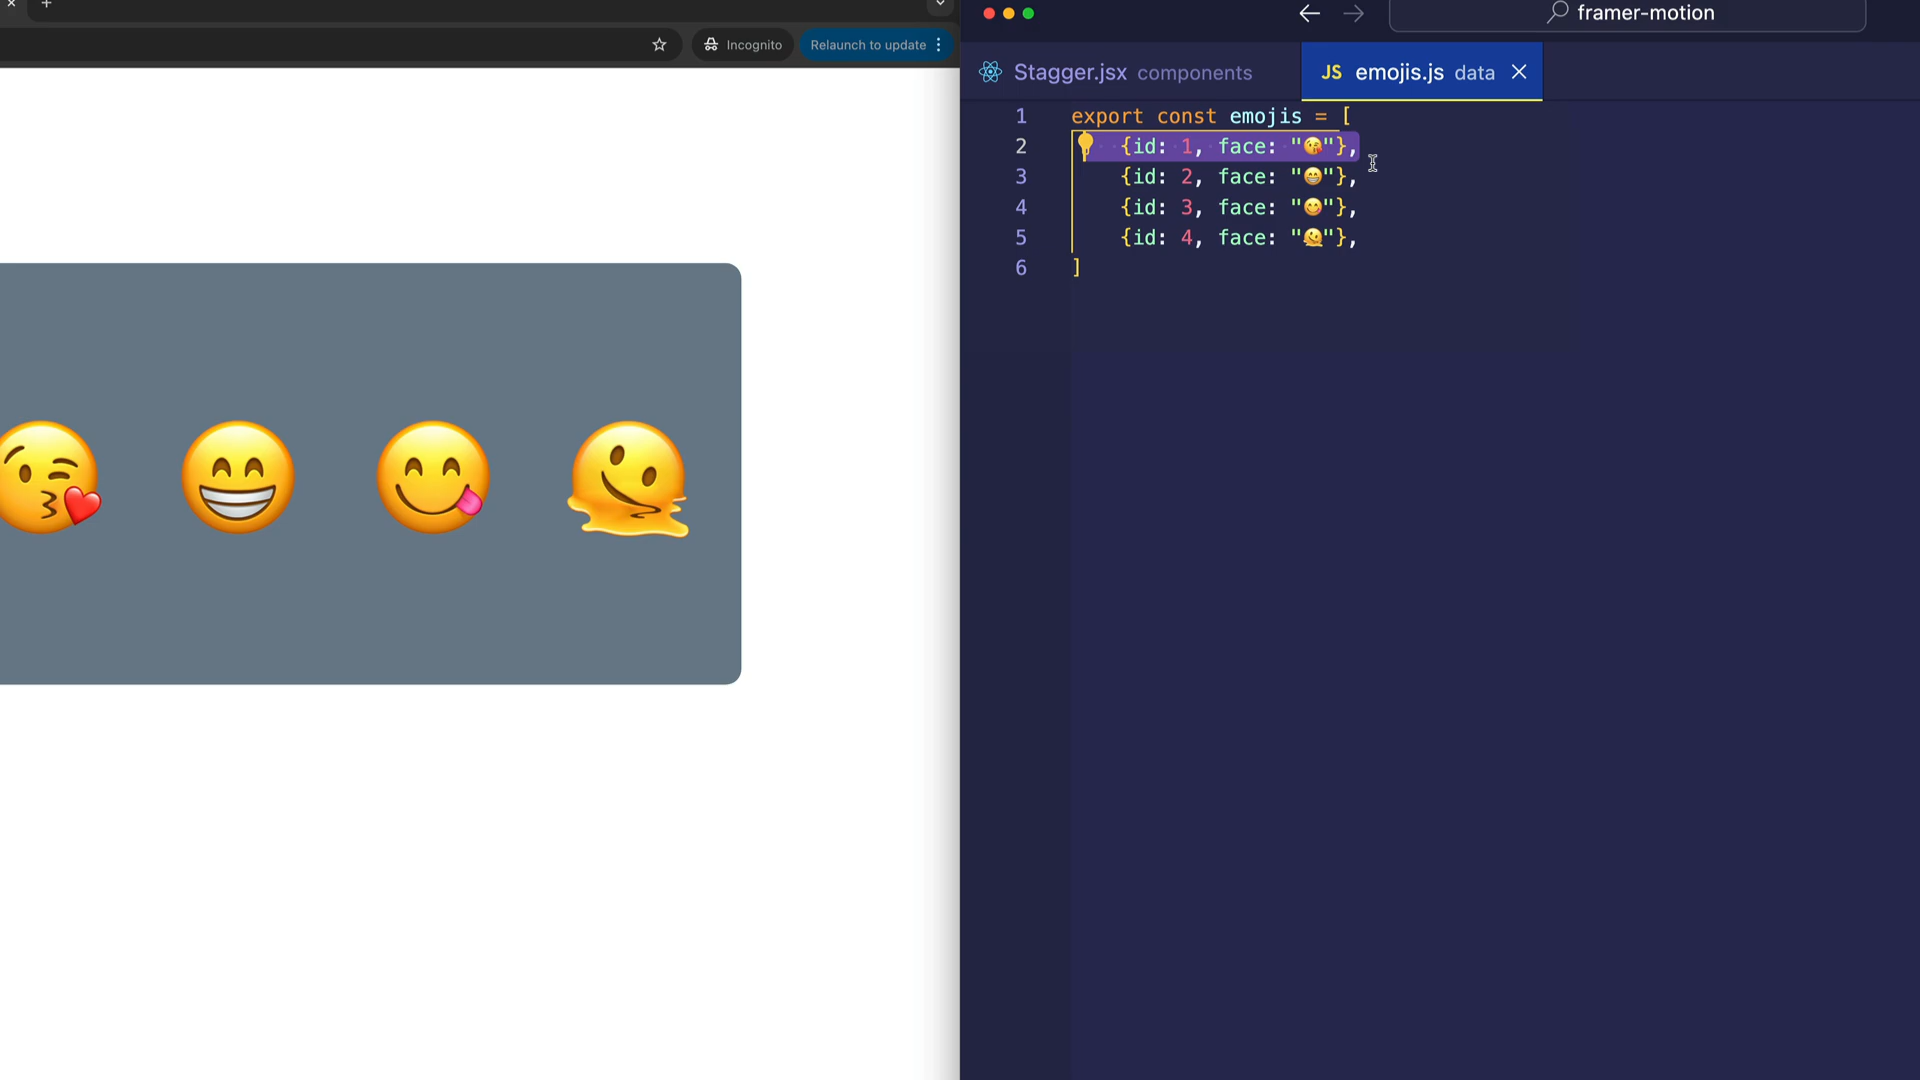 Incognito
Relaunch to update
framer-motion
Stagger.jsx components
JS emojis.js data
1 export const emojis = [
2 {id: 1, face: "😘"},
3 {id: 2, face: "😁"},
4 {id: 3, face: "😋"},
5 {id: 4, face: "🫠"},
6 ]